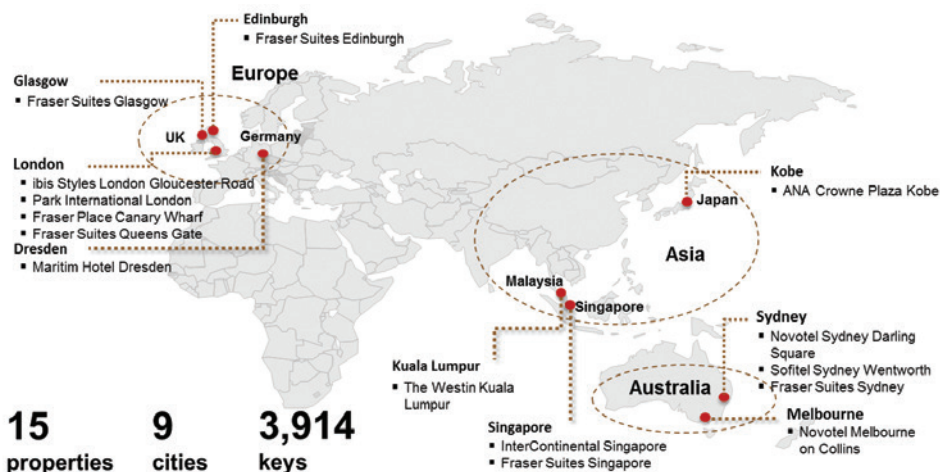 Edinburgh
▪ Fraser Suites Edinburgh
Europe
Glasgow
▪ Fraser Suites Glasgow
UK
Germany
London
▪ ibis Styles London Gloucester Road
▪ Park International London
▪ Fraser Place Canary Wharf
▪ Fraser Suites Queens Gate
Dresden
▪ Maritim Hotel Dresden
Kobe
▪ ANA Crowne Plaza Kobe
Japan
Asia
Malaysia
Singapore
Kuala Lumpur
▪ The Westin Kuala
Lumpur
Singapore
▪ InterContinental Singapore
▪ Fraser Suites Singapore
Sydney
▪ Novotel Sydney Darling
Square
▪ Sofitel Sydney Wentworth
▪ Fraser Suites Sydney
Australia
Melbourne
▪ Novotel Melbourne
on Collins
15
properties
9
cities
3,914
keys